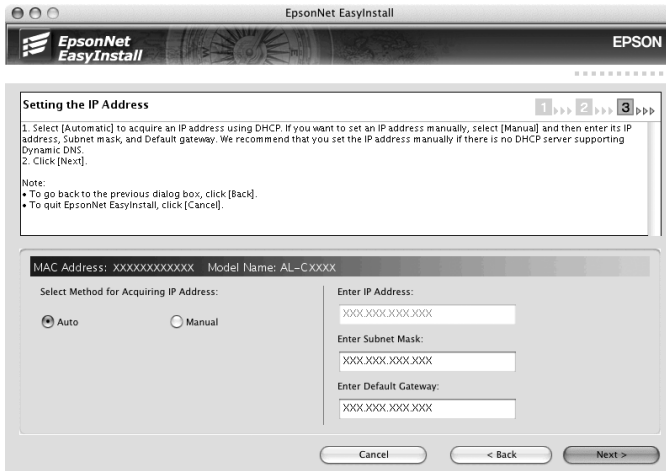 EpsonNet EasyInstall
EpsonNet
EasyInstall
EPSON
Setting the IP Address
1 2 3
1. Select [Automatic] to acquire an IP address using DHCP. If you want to set an IP address manually, select [Manual] and then enter its IP
address, Subnet mask, and Default gateway. We recommend that you set the IP address manually if there is no DHCP server supporting
Dynamic DNS.
2. Click [Next].
Note:
• To go back to the previous dialog box, click [Back].
• To quit EpsonNet EasyInstall, click [Cancel].
MAC Address: XXXXXXXXXXXX Model Name: AL-CXXXX
Select Method for Acquiring IP Address:
Auto Manual
Enter IP Address:
XXX.XXX.XXX.XXX
Enter Subnet Mask:
XXX.XXX.XXX.XXX
Enter Default Gateway:
XXX.XXX.XXX.XXX
Cancel < Back Next >